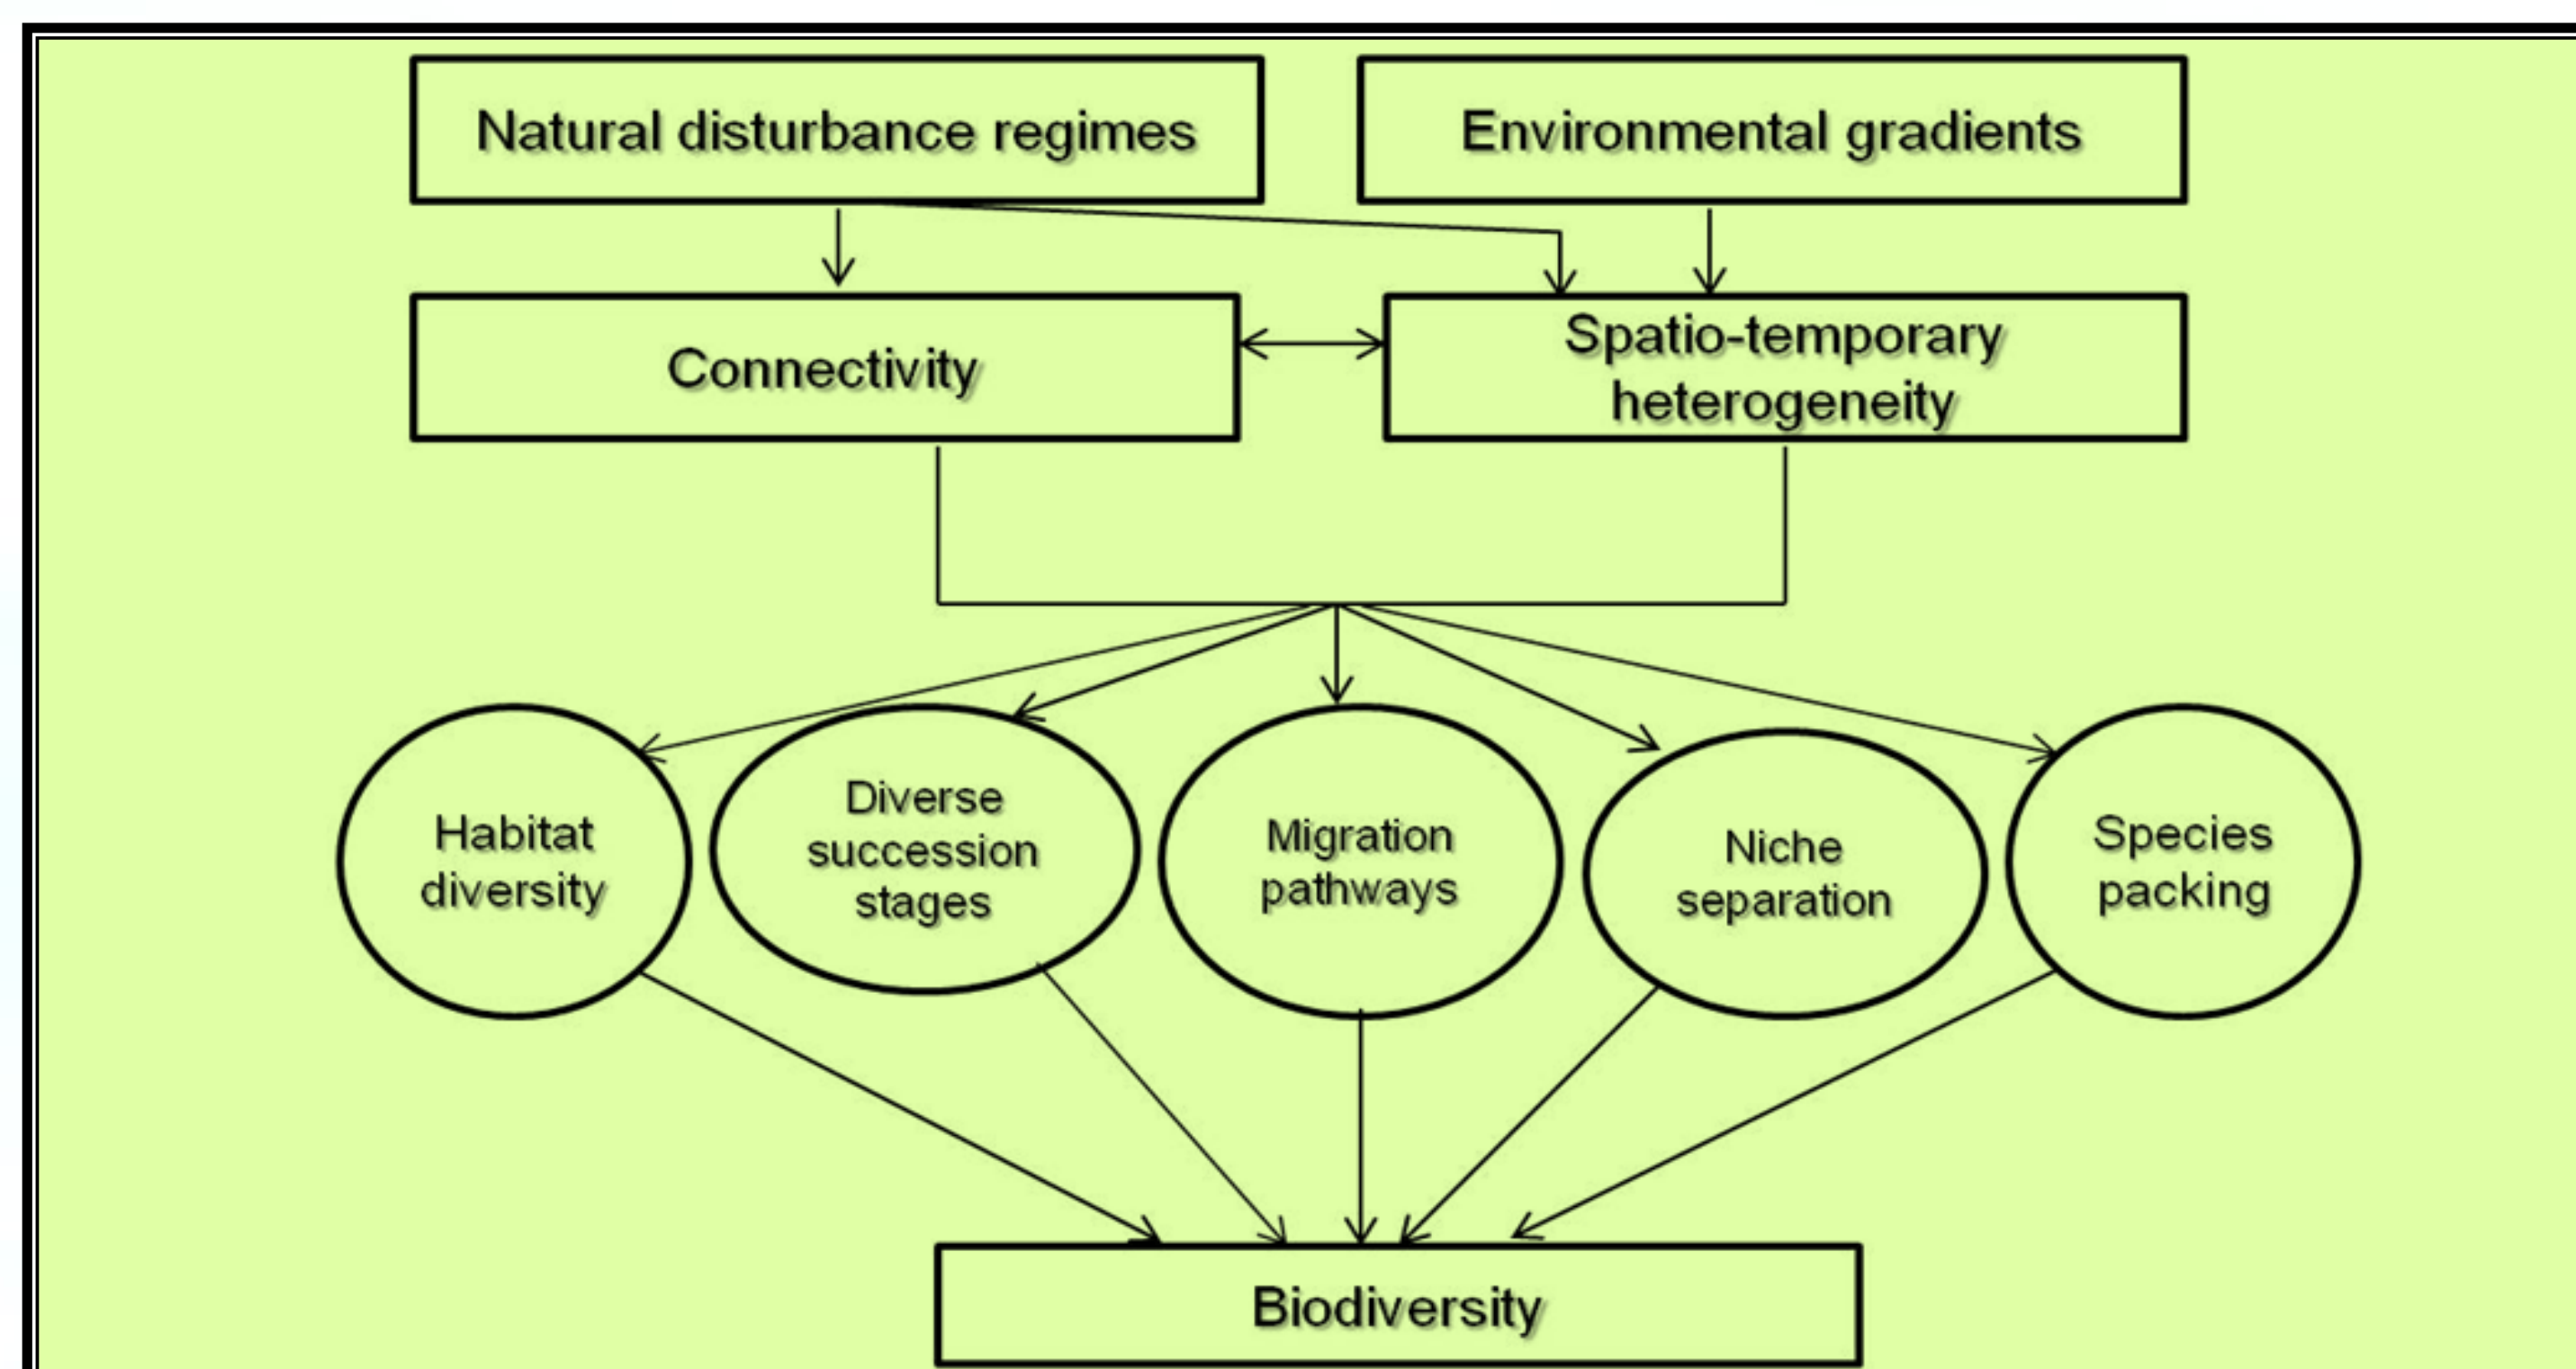 Natural disturbance regimes
Environmental gradients
Connectivity
Spatio-temporary
heterogeneity
Habitat
diversity
Diverse
succession
stages
Migration
pathways
Niche
separation
Species
packing
Biodiversity